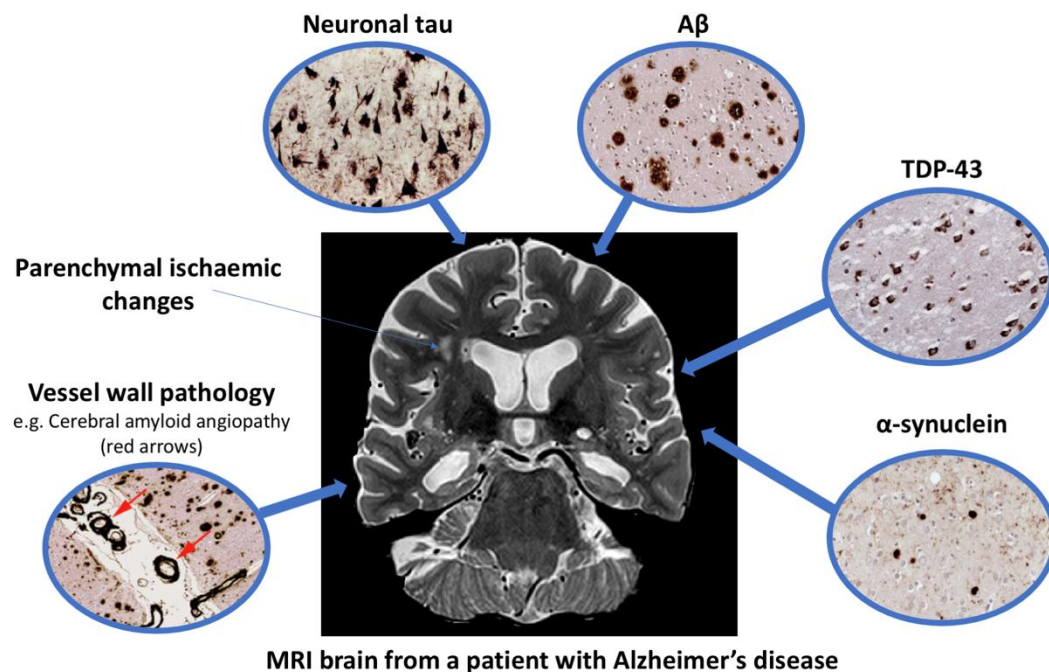 Neuronal tau
Aβ
TDP-43
Parenchymal ischaemic
changes
Vessel wall pathology
e.g. Cerebral amyloid angiopathy
(red arrows)
α-synuclein
MRI brain from a patient with Alzheimer’s disease